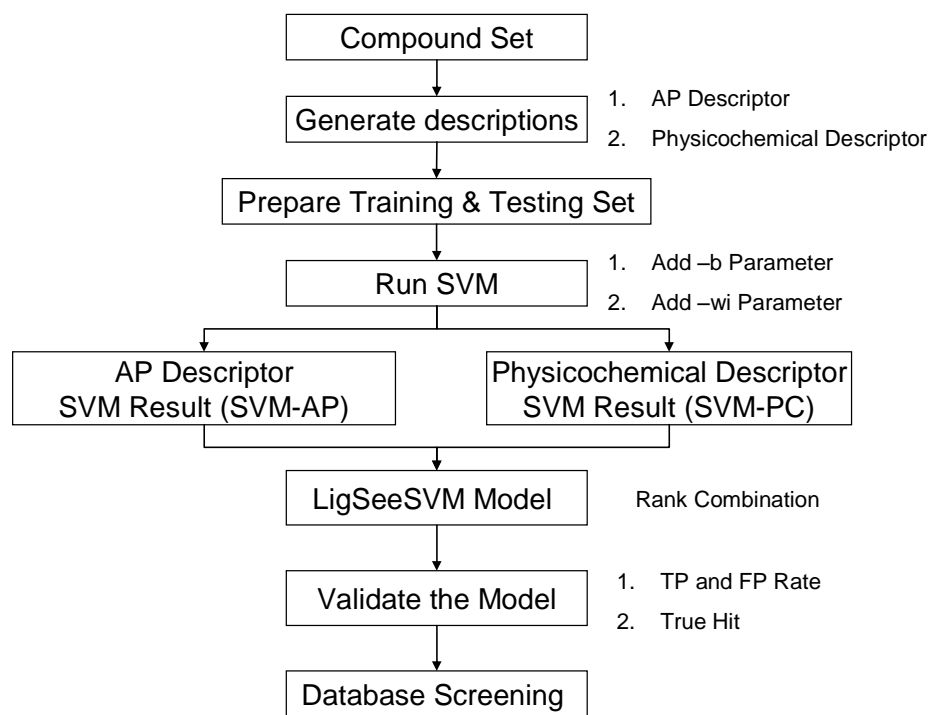 Compound Set
Generate descriptions
1. AP Descriptor
2. Physicochemical Descriptor
Prepare Training & Testing Set
Run SVM
1. Add –b Parameter
2. Add –wi Parameter
AP Descriptor
SVM Result (SVM-AP)
Physicochemical Descriptor
SVM Result (SVM-PC)
LigSeeSVM Model
Rank Combination
Validate the Model
1. TP and FP Rate
2. True Hit
Database Screening